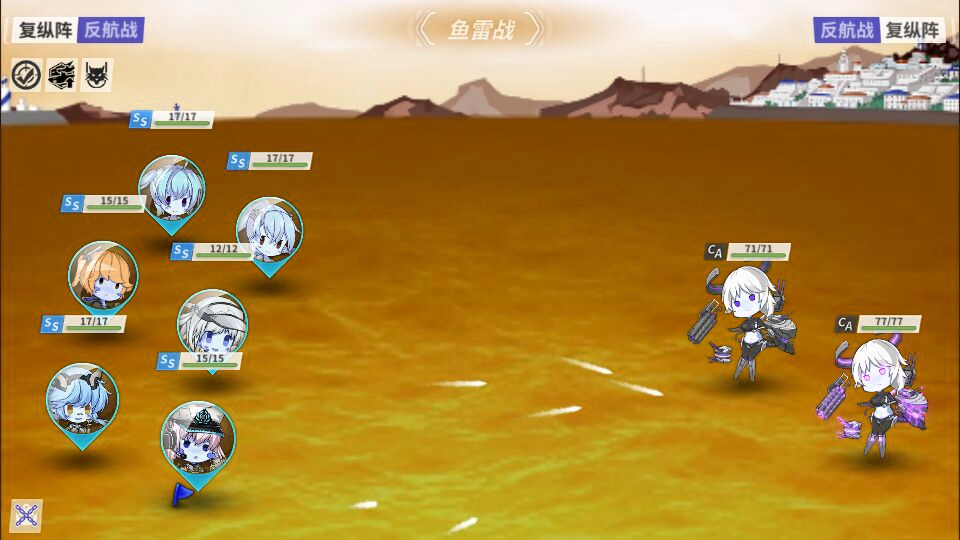 复纵阵 反航战
鱼雷战
反航战 复纵阵
SS 17/17
SS 17/17
SS 15/15
SS 12/12
CA 71/71
SS 17/17
CA 77/77
SS 15/15